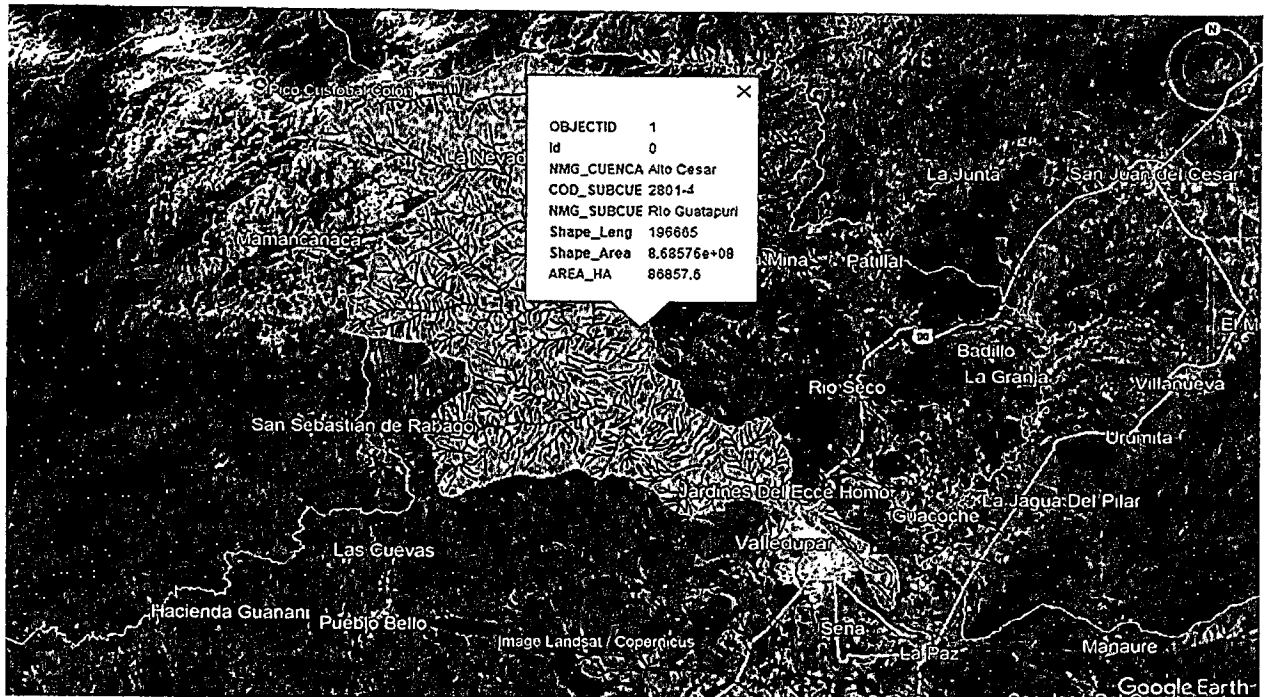 N
Pico Cristobal Colon
La Nevad
Mamancanaca
San Sebastian de Rabago
Las Cuevas
Hacienda Guanani
Pueblo Bello
×
OBJECTID 1
Id 0
NMG_CUENCA Alto Cesar
COD_SUBCUE 2801-4
NMG_SUBCUE Rio Guatapuri
Shape_Leng 196665
Shape_Area 8.68576e+08
AREA_HA 86857.6
La Junta
San Juan del Cesar
Mina
Patillal
90
El M
Badillo
La Granja
Rio Seco
Villanueva
Urumita
Jardines Del Ecce Homo
La Jagua Del Pilar
Guacoche
Valledupar
Sena
La Paz
Manaure
Image Landsat / Copernicus
Google Earth